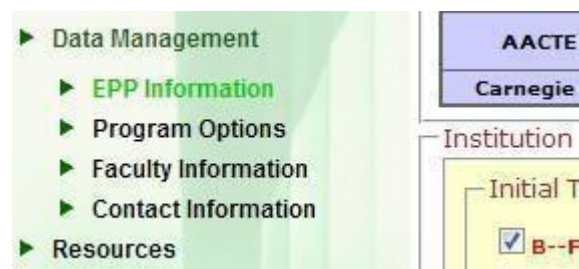 Data Management
EPP Information
Program Options
Faculty Information
Contact Information
Resources
AACTE
Carnegie
Institution
Initial T
B--F